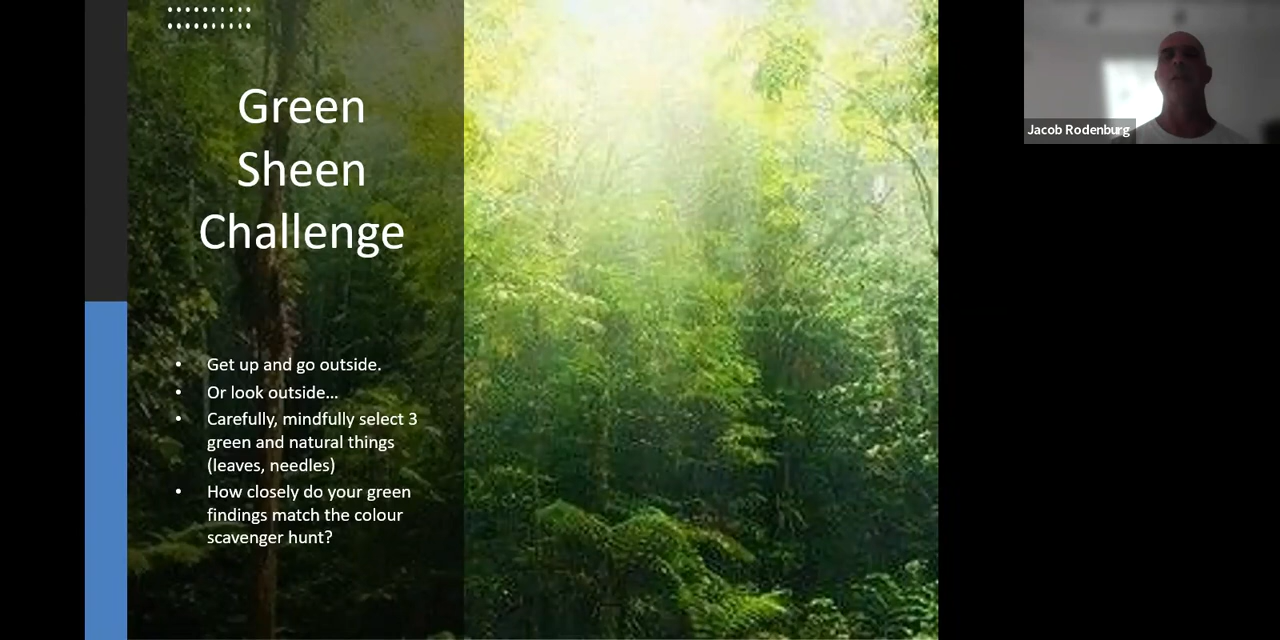 Green
Sheen
Challenge
• Get up and go outside.
• Or look outside...
• Carefully, mindfully select 3
green and natural things
(leaves, needles)
• How closely do your green
findings match the colour
scavenger hunt?
Jacob Rodenburg